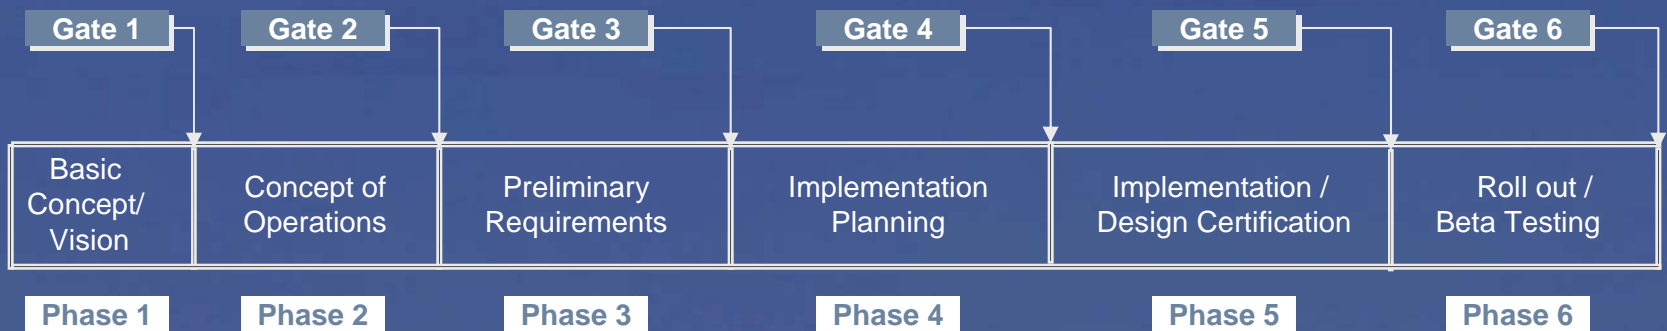 Gate 1
Gate 2
Gate 3
Gate 4
Gate 5
Gate 6
Basic
Concept/
Vision
Concept of
Operations
Preliminary
Requirements
Implementation
Planning
Implementation /
Design Certification
Roll out /
Beta Testing
Phase 1
Phase 2
Phase 3
Phase 4
Phase 5
Phase 6